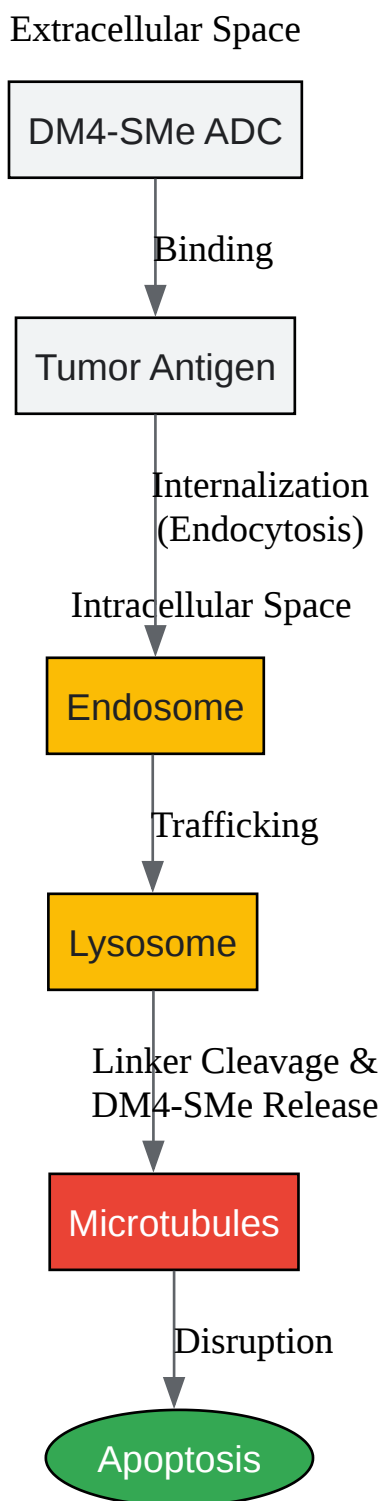 Extracellular Space
DM4-SMe ADC
Binding
Tumor Antigen
Internalization
(Endocytosis)
Intracellular Space
Endosome
Trafficking
Lysosome
Linker Cleavage &
DM4-SMe Release
Microtubules
Disruption
Apoptosis